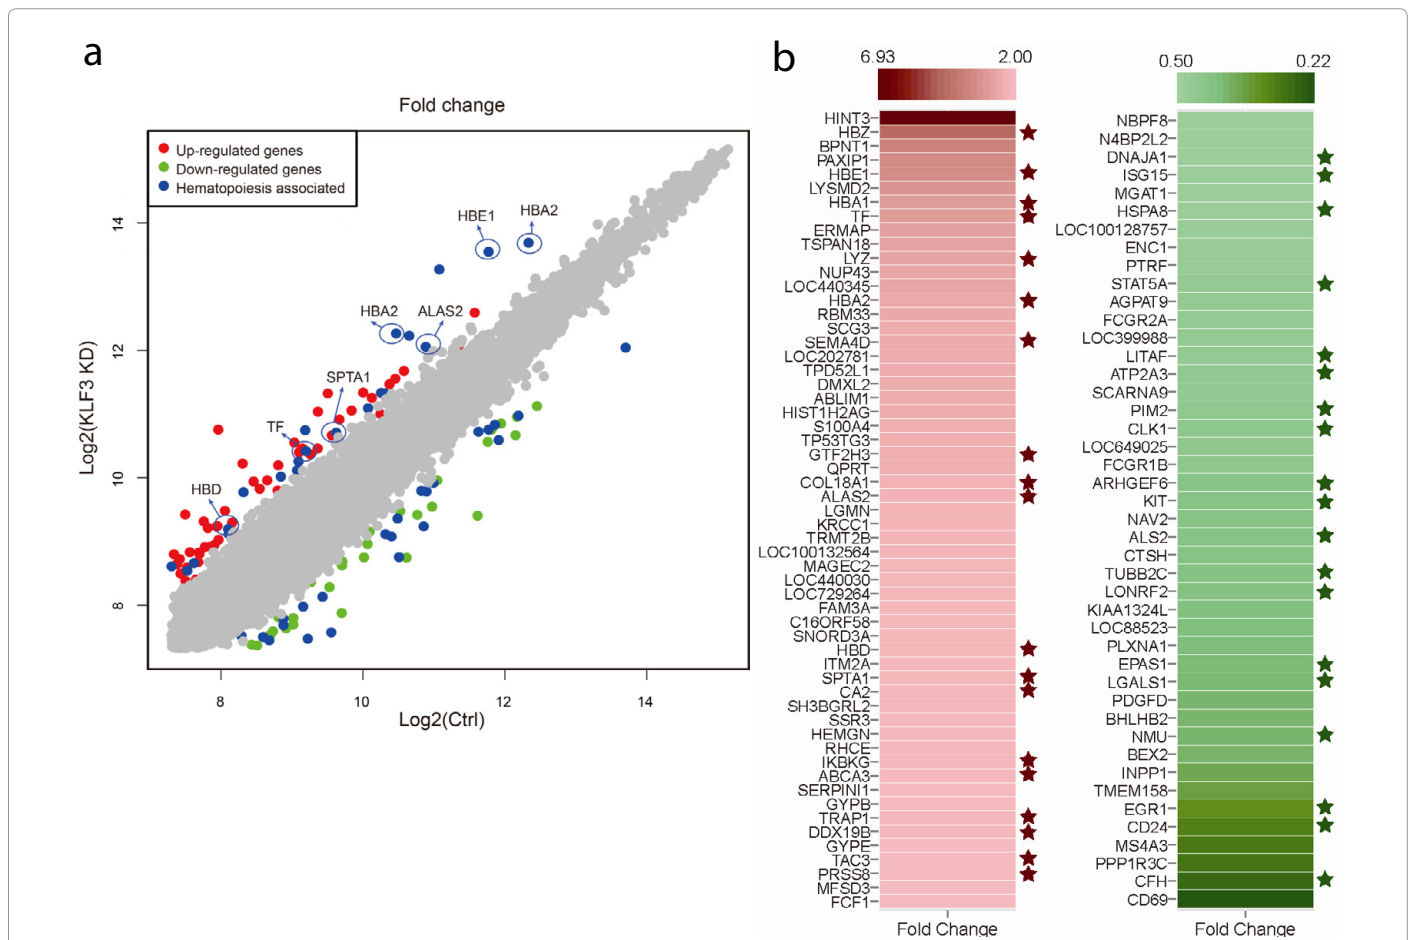 a
Fold change
Up-regulated genes
Down-regulated genes
Hematopoiesis associated
HBE1
HBA2
HBA2
ALAS2
SPTA1
TF
HBD
14
12
10
8
Log2(KLF3 KD)
8
10
12
14
Log2(Ctrl)
b
6.93
2.00
HINT3
HBZ
BPNT1
PAXIP1
HBE1
LYSMD2
HBA1
TF
ERMAP
TSPAN18
LYZ
NUP43
LOC440345
HBA2
RBM33
SCG3
SEMA4D
LOC202781
TPD52L1
DMXL2
ABLIM1
HIST1H2AG
S100A4
TP53TG3
GTF2H3
QPRT
COL18A1
ALAS2
LGMN
KRCC1
TRMT2B
LOC100132564
MAGEC2
LOC440030
LOC729264
FAM3A
C16ORF58
SNORD3A
HBD
ITM2A
SPTA1
CA2
SH3BGRL2
SSR3
HEMGN
RHCE
IKBKG
ABCA3
SERPINI1
GYPB
TRAP1
DDX19B
GYPE
TAC3
PRSS8
MFSD3
FCF1
Fold Change
0.50
0.22
NBPF8
N4BP2L2
DNAJA1
ISG15
MGAT1
HSPA8
LOC100128757
ENC1
PTRF
STAT5A
AGPAT9
FCGR2A
LOC399988
LITAF
ATP2A3
SCARNA9
PIM2
CLK1
LOC649025
FCGR1B
ARHGEF6
KIT
NAV2
ALS2
CTSH
TUBB2C
LONRF2
KIAA1324L
LOC88523
PLXNA1
EPAS1
LGALS1
PDGFD
BHLHB2
NMU
BEX2
INPP1
TMEM158
EGR1
CD24
MS4A3
PPP1R3C
CFH
CD69
Fold Change